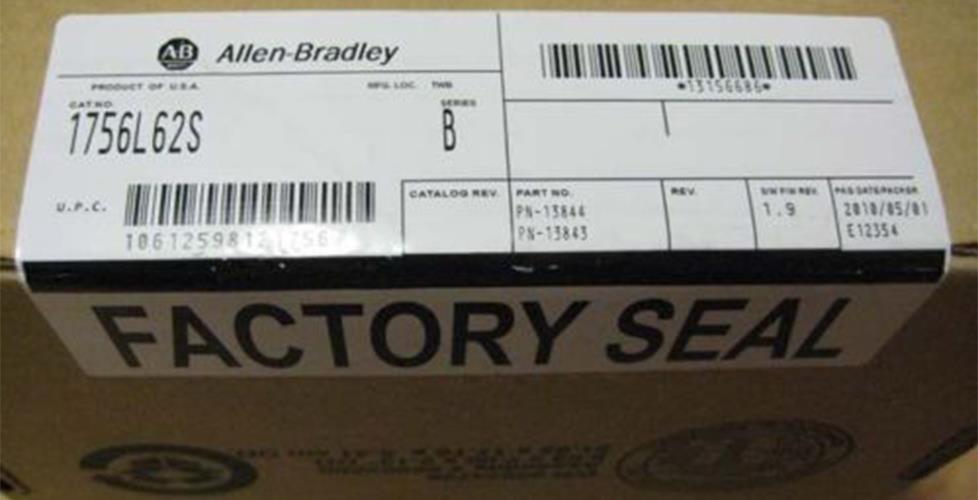 AB Allen-Bradley
PRODUCT OF U.S.A. MFG. LOC. TWB
CAT NO. SERIES
1756L62S B
*13156686*
U.P.C.
CATALOG REV. PART NO. REV. S/W F/W REV. PKG DATE/PACKER
PN-13844 1.9 2010/05/01
PN-13843 E12354
FACTORY SEAL